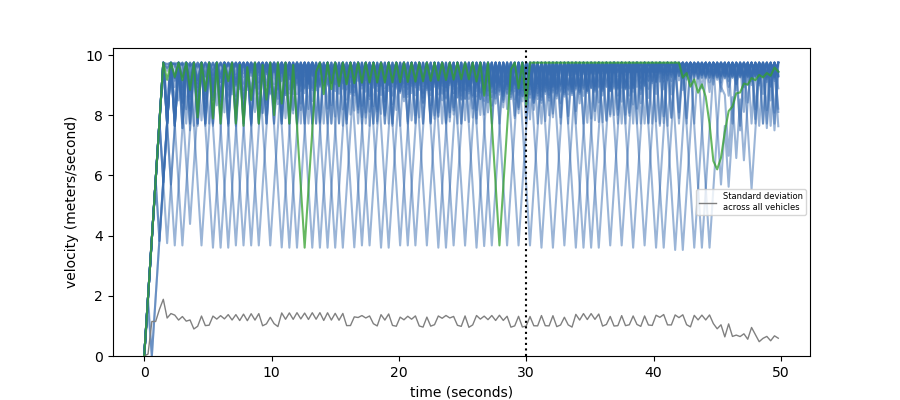 10
8
6
4
2
0
velocity (meters/second)
Standard deviation
across all vehicles
0 10 20 30 40 50
time (seconds)